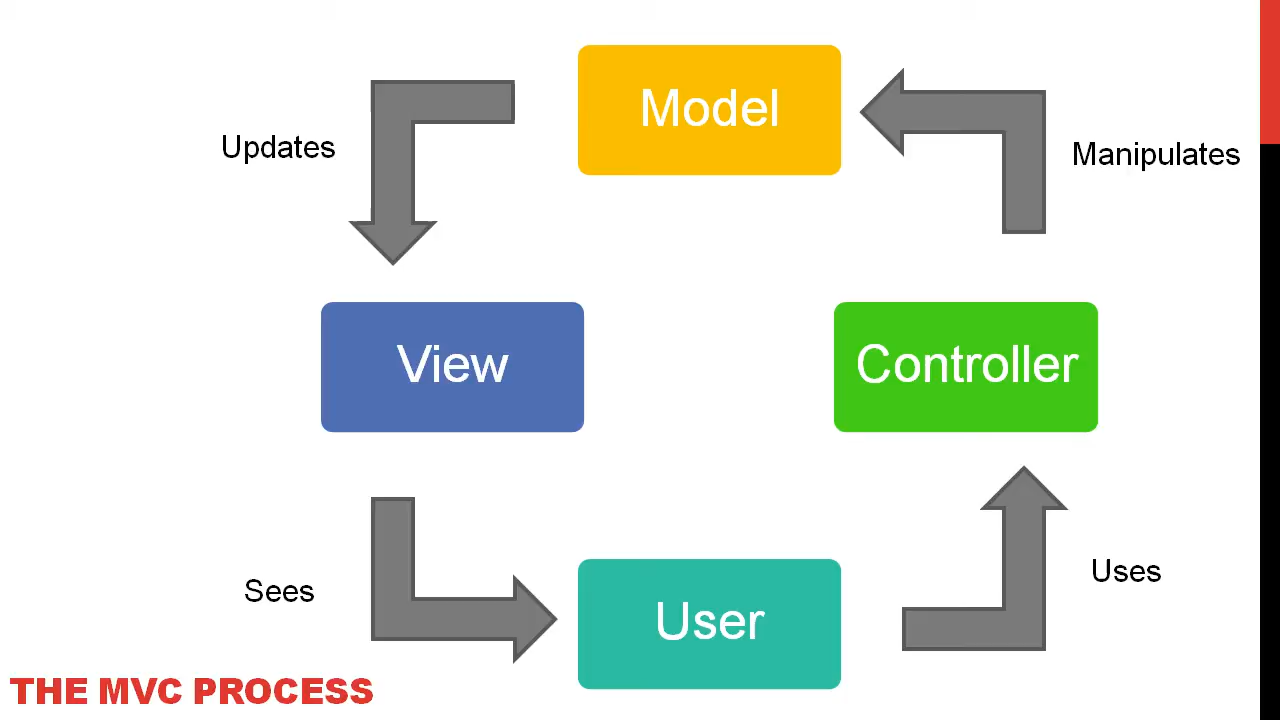 Model
Updates
Manipulates
View
Controller
Sees
Uses
User
THE MVC PROCESS